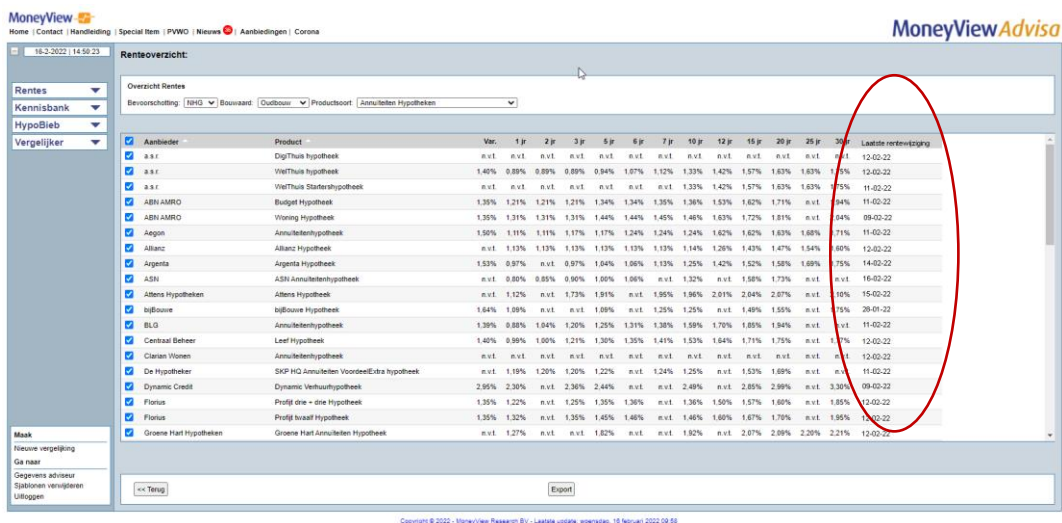 MoneyView
Home | Contact | Handleiding | Special Item | PVWO | Nieuws | Aanbiedingen | Corona
MoneyView Advisa
16-2-2022 | 14:50:23
Renteoverzicht:
Rentes
Kennisbank
HypoBieb
Vergelijker
Overzicht Rentes
Bevoorschotting: NHG Bouwaard: Oudbouw Productsoort: Annuïteiten Hypotheken
Aanbieder Product Var. 1 jr 2 jr 3 jr 5 jr 6 jr 7 jr 10 jr 12 jr 15 jr 20 jr 25 jr 30 jr Laatste rentewijziging
a.s.r. DigiThuis hypotheek n.v.t. n.v.t. n.v.t. n.v.t. n.v.t. n.v.t. n.v.t. n.v.t. n.v.t. n.v.t. n.v.t. n.v.t. n.v.t. 12-02-22
a.s.r. WelThuis hypotheek 1,40% 0,89% 0,89% 0,89% 0,94% 1,07% 1,12% 1,33% 1,42% 1,57% 1,63% 1,63% 1,75% 12-02-22
a.s.r. WelThuis Startershypotheek n.v.t. n.v.t. n.v.t. n.v.t. n.v.t. n.v.t. n.v.t. 1,33% 1,42% 1,57% 1,63% 1,63% 1,75% 11-02-22
ABN AMRO Budget Hypotheek 1,35% 1,21% 1,21% 1,21% 1,34% 1,34% 1,35% 1,36% 1,53% 1,62% 1,71% n.v.t. 1,94% 11-02-22
ABN AMRO Woning Hypotheek 1,35% 1,31% 1,31% 1,31% 1,44% 1,44% 1,45% 1,46% 1,63% 1,72% 1,81% n.v.t. 2,04% 09-02-22
Aegon Annuïteitenhypotheek 1,50% 1,11% 1,11% 1,17% 1,17% 1,24% 1,24% 1,24% 1,62% 1,62% 1,63% 1,68% 1,71% 11-02-22
Allianz Allianz Hypotheek n.v.t. 1,13% 1,13% 1,13% 1,13% 1,13% 1,13% 1,14% 1,26% 1,43% 1,47% 1,54% 1,60% 12-02-22
Argenta Argenta Hypotheek 1,53% 0,97% n.v.t. 0,97% 1,04% 1,06% 1,13% 1,25% 1,42% 1,52% 1,58% 1,69% 1,75% 14-02-22
ASN ASN Annuïteitenhypotheek n.v.t. 0,80% 0,85% 0,90% 1,00% 1,06% n.v.t. 1,32% n.v.t. 1,58% 1,73% n.v.t. n.v.t. 16-02-22
Attens Hypotheken Attens Hypotheek n.v.t. 1,12% n.v.t. 1,73% 1,91% n.v.t. 1,95% 1,96% 2,01% 2,04% 2,07% n.v.t. 2,10% 15-02-22
bijBouwe bijBouwe Hypotheek 1,64% 1,09% n.v.t. n.v.t. 1,09% n.v.t. 1,25% 1,25% n.v.t. 1,49% 1,55% n.v.t. 1,75% 28-01-22
BLG Annuïteitenhypotheek 1,39% 0,88% 1,04% 1,20% 1,25% 1,31% 1,38% 1,59% 1,70% 1,85% 1,94% n.v.t. n.v.t. 11-02-22
Centraal Beheer Leef Hypotheek 1,40% 0,99% 1,00% 1,21% 1,30% 1,35% 1,41% 1,53% 1,64% 1,71% 1,75% n.v.t. 12-02-22
Clarian Wonen Annuïteitenhypotheek n.v.t. n.v.t. n.v.t. n.v.t. n.v.t. n.v.t. n.v.t. n.v.t. n.v.t. n.v.t. n.v.t. n.v.t. n.v.t. 12-02-22
De Hypotheker SKP HQ Annuïteiten VoordeelExtra hypotheek n.v.t. 1,19% 1,20% 1,20% 1,22% n.v.t. 1,24% 1,25% n.v.t. 1,53% 1,69% n.v.t. n.v.t. 11-02-22
Dynamic Credit Dynamic Verhuurhypotheek 2,95% 2,30% n.v.t. 2,36% 2,44% n.v.t. n.v.t. 2,49% n.v.t. 2,85% 2,99% n.v.t. 3,30% 09-02-22
Florius Profijt drie + drie Hypotheek 1,35% 1,22% n.v.t. 1,25% 1,35% 1,36% n.v.t. 1,36% 1,50% 1,57% 1,60% n.v.t. 1,85% 12-02-22
Florius Profijt twaalf Hypotheek 1,35% 1,32% n.v.t. 1,35% 1,45% 1,46% n.v.t. 1,46% 1,60% 1,67% 1,70% n.v.t. 1,95% 12-02-22
Groene Hart Hypotheken Groene Hart Annuïteiten Hypotheek n.v.t. 1,27% n.v.t. n.v.t. 1,82% n.v.t. n.v.t. 1,92% n.v.t. 2,07% 2,09% 2,20% 2,21% 12-02-22
Maak
Nieuwe vergelijking
Ga naar
Gegevens adviseur
Sjablonen verwijderen
Uitloggen
<< Terug
Export
Copyright © 2022 - MoneyView Research BV - Laatste update: woensdag, 16 februari 2022 09:58